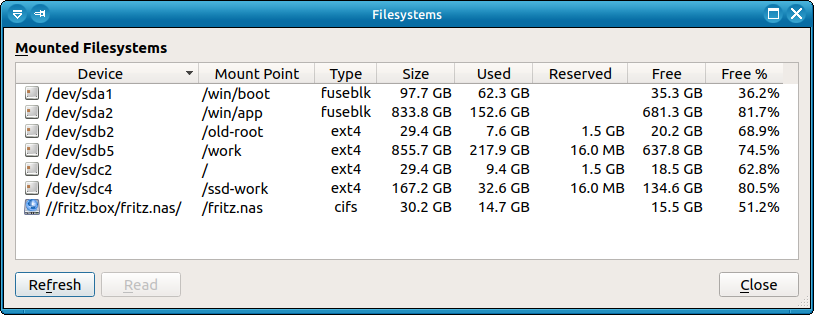 Filesystems
Mounted Filesystems
Device Mount Point Type Size Used Reserved Free Free %
/dev/sda1 /win/boot fuseblk 97.7 GB 62.3 GB 35.3 GB 36.2%
/dev/sda2 /win/app fuseblk 833.8 GB 152.6 GB 681.3 GB 81.7%
/dev/sdb2 /old-root ext4 29.4 GB 7.6 GB 1.5 GB 20.2 GB 68.9%
/dev/sdb5 /work ext4 855.7 GB 217.9 GB 16.0 MB 637.8 GB 74.5%
/dev/sdc2 / ext4 29.4 GB 9.4 GB 1.5 GB 18.5 GB 62.8%
/dev/sdc4 /ssd-work ext4 167.2 GB 32.6 GB 16.0 MB 134.6 GB 80.5%
//fritz.box/fritz.nas/ /fritz.nas cifs 30.2 GB 14.7 GB 15.5 GB 51.2%
Refresh Read Close